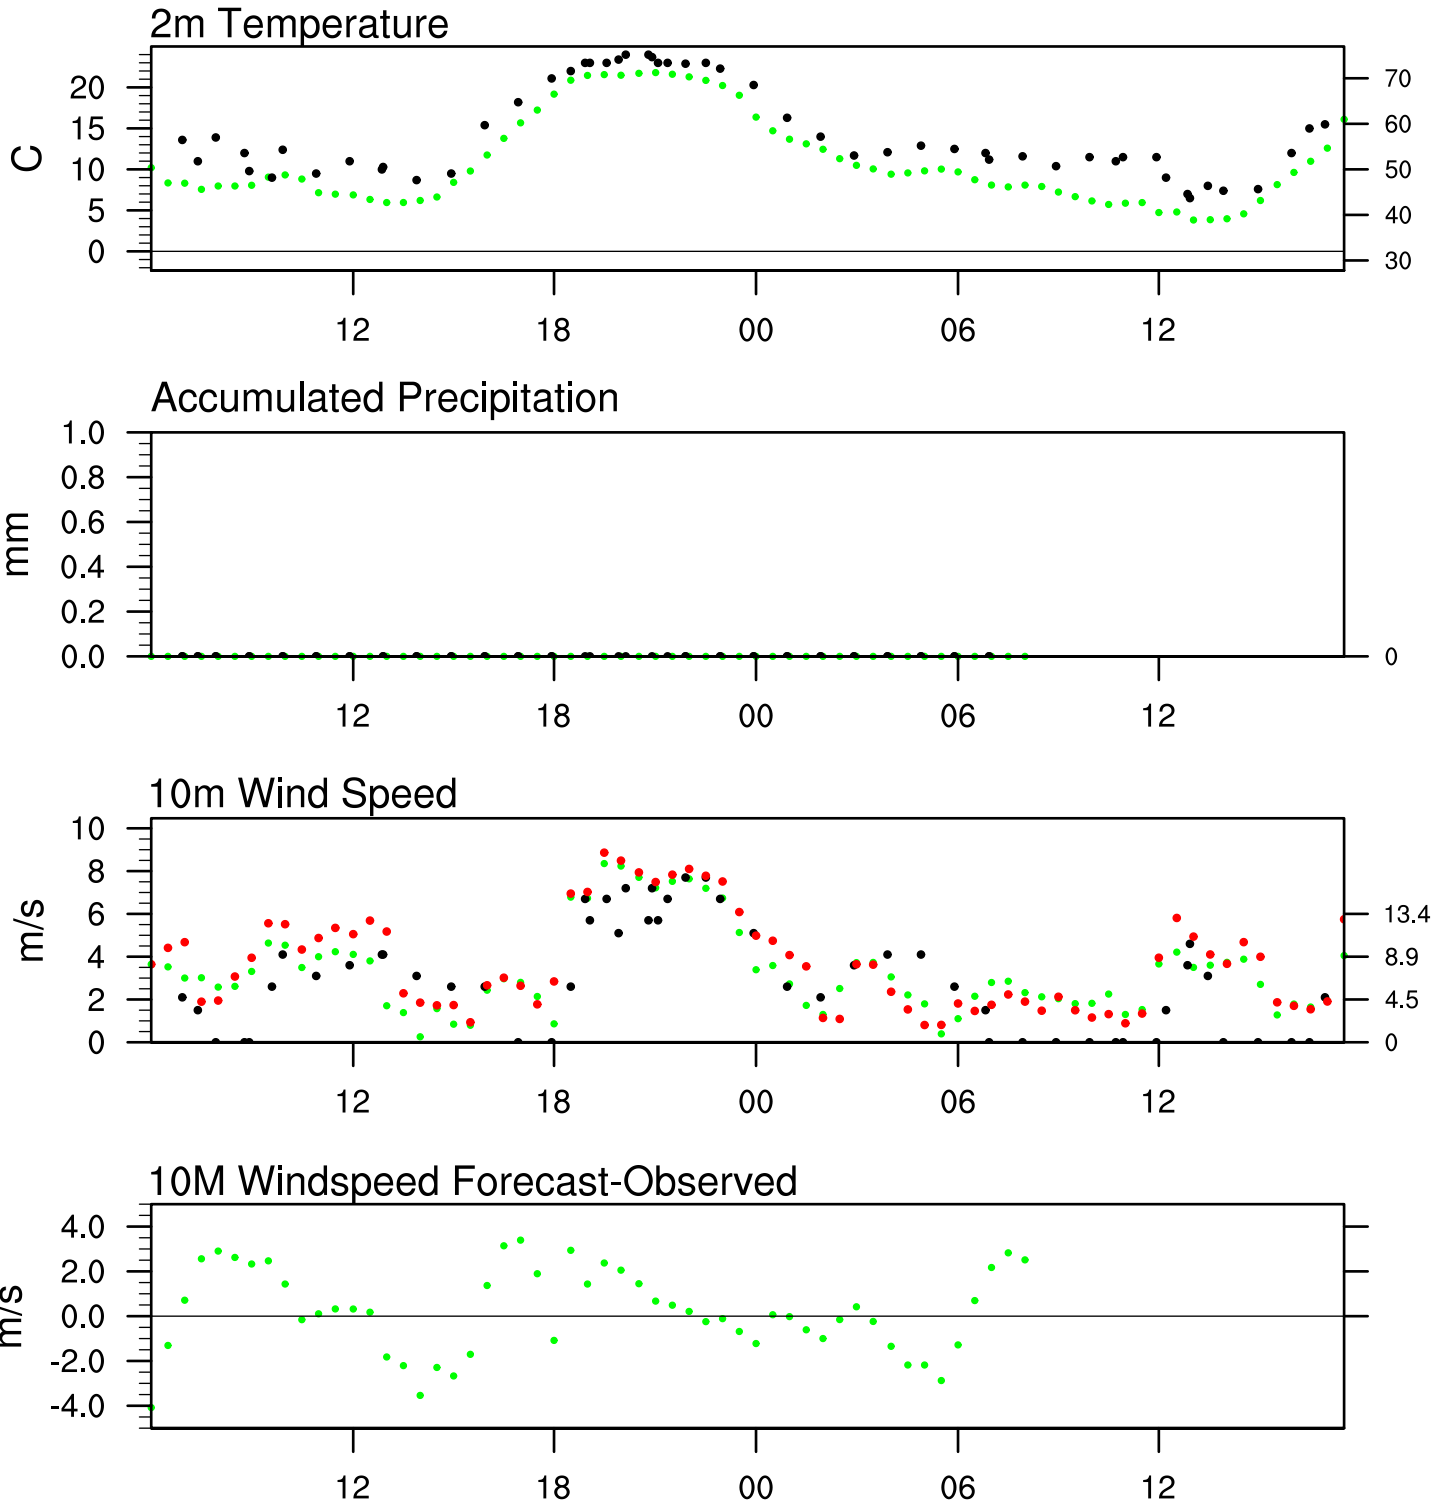 2m Temperature
C
20
15
10
5
0
70
60
50
40
30
12 18 00 06 12
Accumulated Precipitation
mm
1.0
0.8
0.6
0.4
0.2
0.0
0
12 18 00 06 12
10m Wind Speed
m/s
10
8
6
4
2
0
13.4
8.9
4.5
0
12 18 00 06 12
10M Windspeed Forecast-Observed
m/s
4.0
2.0
0.0
-2.0
-4.0
12 18 00 06 12